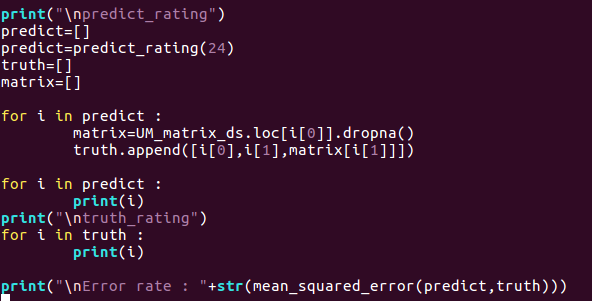 print("\npredict_rating")
predict=[]
predict=predict_rating(24)
truth=[]
matrix=[]

for i in predict :
        matrix=UM_matrix_ds.loc[i[0]].dropna()
        truth.append([i[0],i[1],matrix[i[1]]])

for i in predict :
        print(i)
print("\ntruth_rating")
for i in truth :
        print(i)

print("\nError rate : "+str(mean_squared_error(predict,truth)))